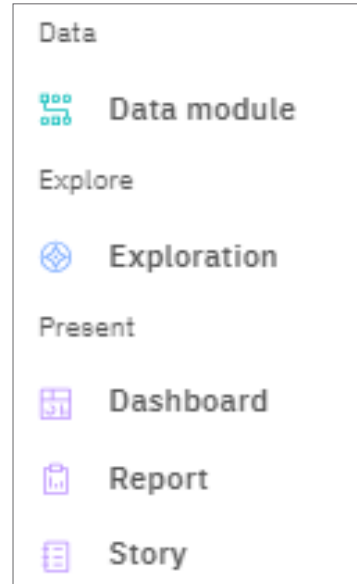 Data
Data module
Explore
Exploration
Present
Dashboard
Report
Story